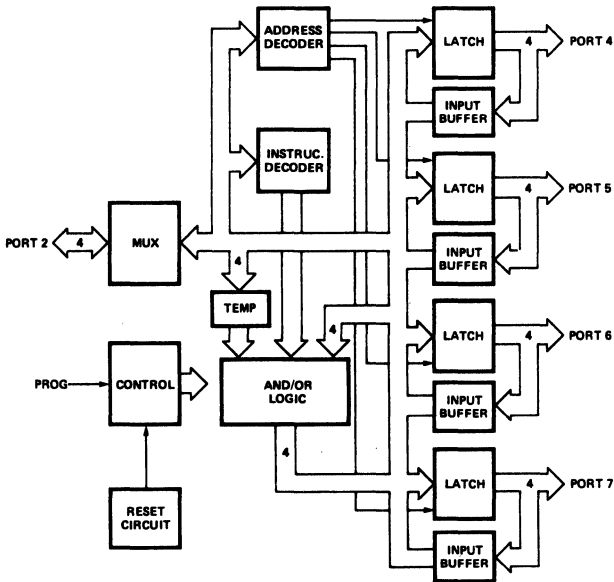 ADDRESS
DECODER
LATCH
4
PORT 4
INPUT
BUFFER
INSTRUC.
DECODER
LATCH
4
PORT 5
PORT 2
4
MUX
INPUT
BUFFER
4
TEMP
4
LATCH
4
PORT 6
PROG
CONTROL
AND/OR
LOGIC
INPUT
BUFFER
4
LATCH
4
PORT 7
RESET
CIRCUIT
INPUT
BUFFER